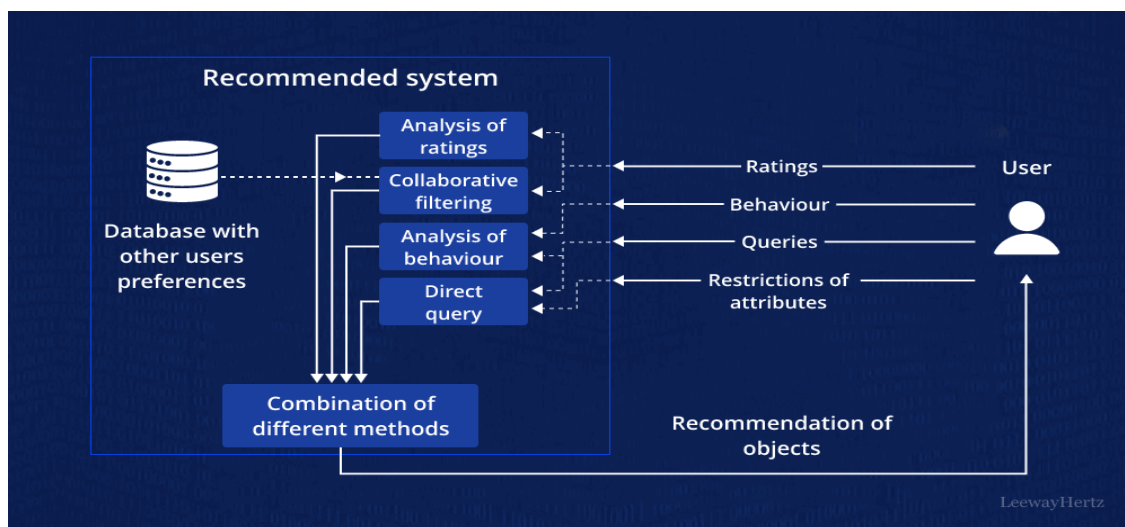 Recommended system
Analysis of
ratings
Collaborative
filtering
Analysis of
behaviour
Direct
query
Database with
other users
preferences
Combination of
different methods
Ratings
Behaviour
Queries
Restrictions of
attributes
User
Recommendation of
objects
LeewayHertz